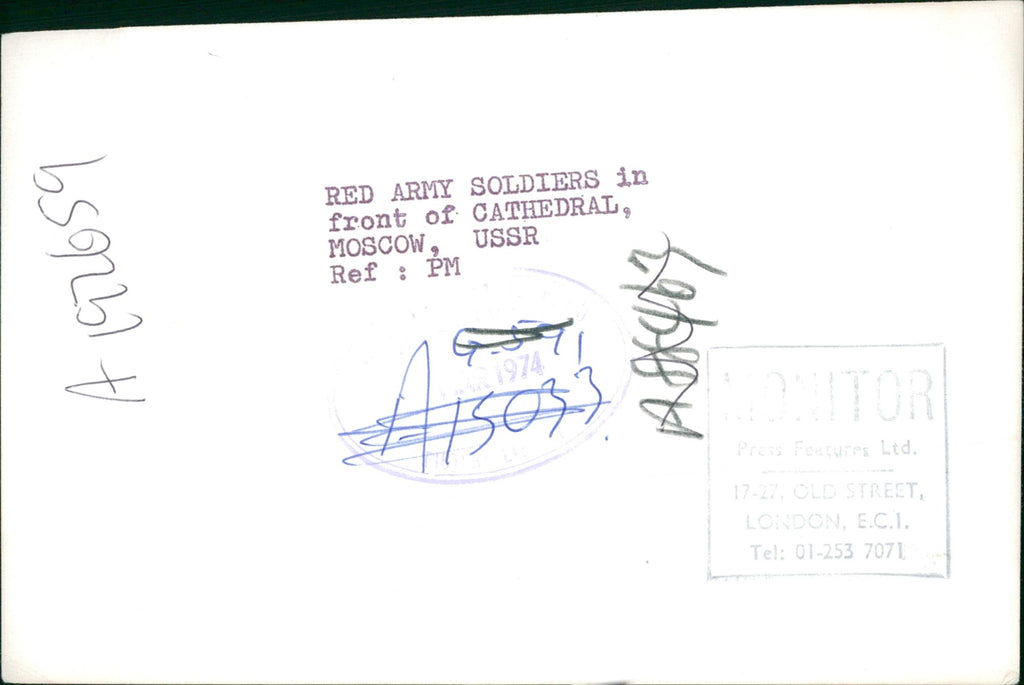 RED ARMY SOLDIERS in
front of CATHEDRAL,
MOSCOW, USSR
Ref : PM
A 192659
1974
A 15033
MONITOR
Press Features Ltd.
17-27, OLD STREET,
LONDON, E.C.1.
Tel: 01-253 7071